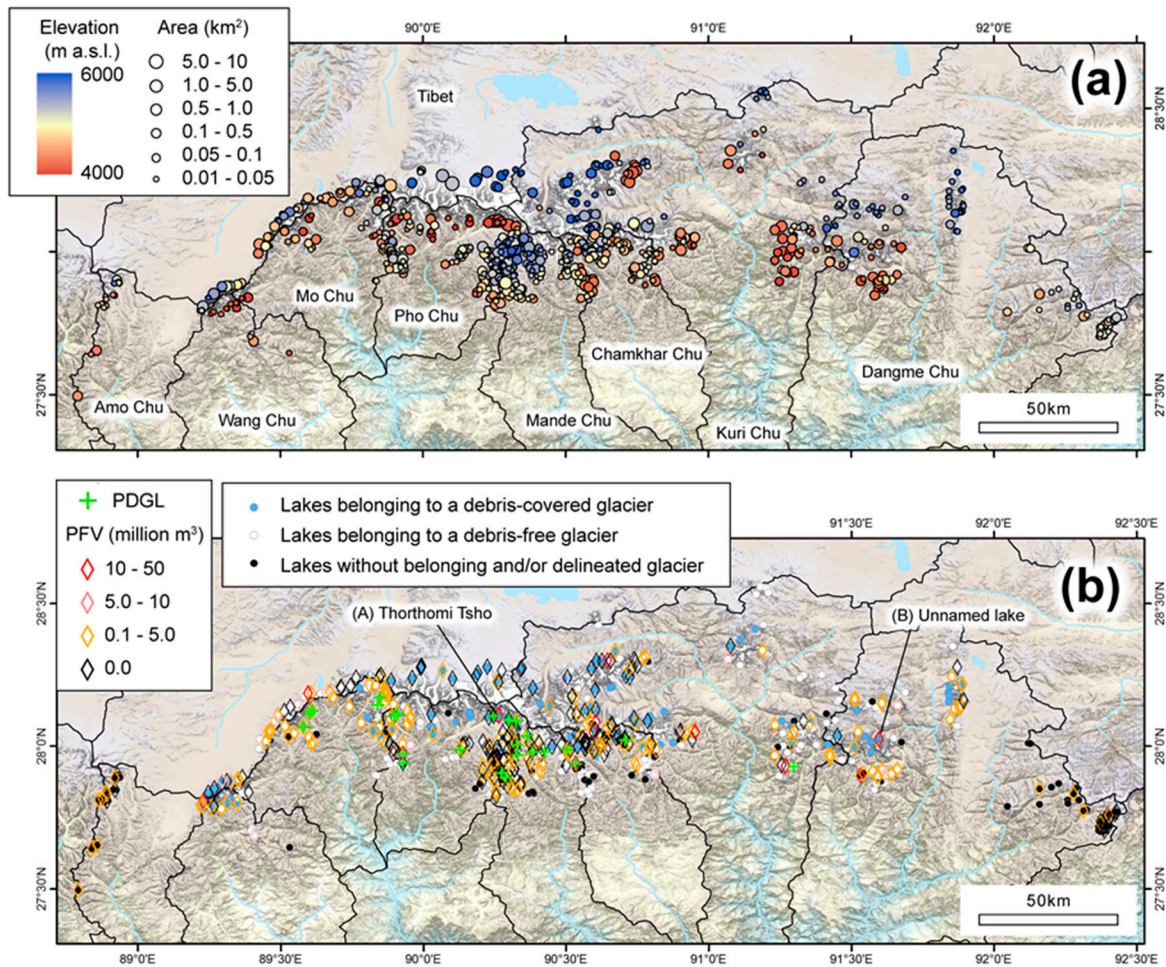 Elevation
(m a.s.l.)
6000
4000
Area (km²)
5.0 - 10
1.0 - 5.0
0.5 - 1.0
0.1 - 0.5
0.05 - 0.1
0.01 - 0.05
90°0'E
91°0'E
92°0'E
(a)
Tibet
28°30'N
Mo Chu
Pho Chu
Chamkhar Chu
Dangme Chu
27°30'N
Amo Chu
Wang Chu
Mande Chu
Kuri Chu
27°30'N
50km
PDGL
PFV (million m³)
10 - 50
5.0 - 10
0.1 - 5.0
0.0
Lakes belonging to a debris-covered glacier
Lakes belonging to a debris-free glacier
Lakes without belonging and/or delineated glacier
91°30'E
92°0'E
92°30'E
(b)
28°30'N
28°30'N
(A) Thorthomi Tsho
(B) Unnamed lake
28°0'N
28°0'N
27°30'N
27°30'N
50km
89°0'E
89°30'E
90°0'E
90°30'E
91°0'E
91°30'E
92°0'E